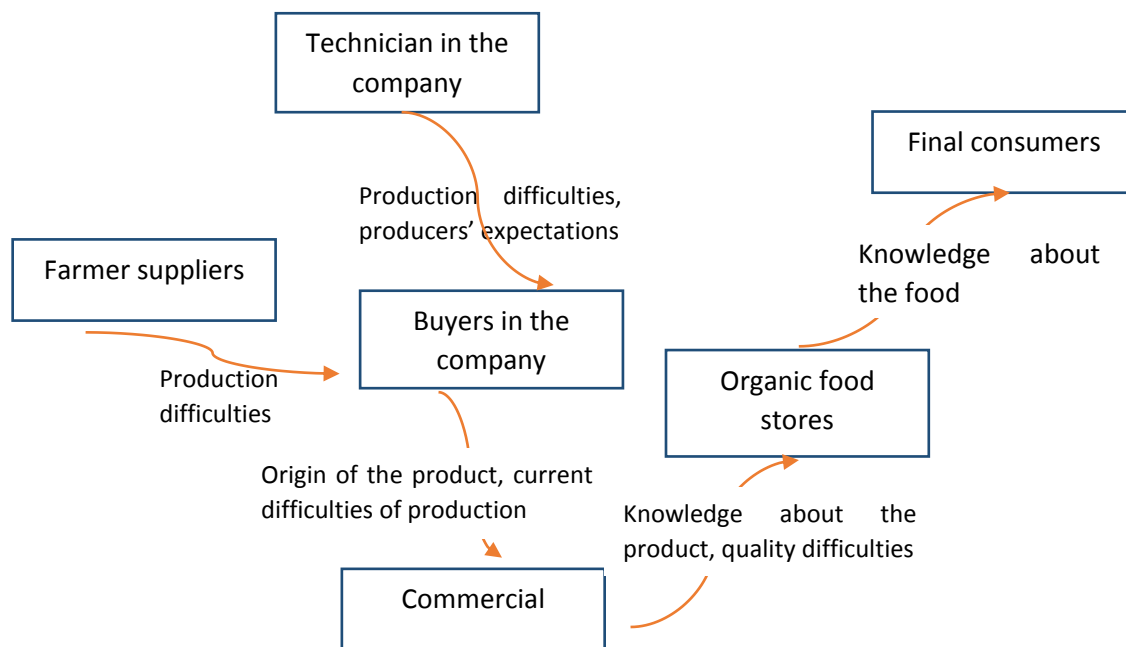 Technician in the
company
Final consumers
Production difficulties,
producers’ expectations
Farmer suppliers
Knowledge about
the food
Buyers in the
company
Production
difficulties
Organic food
stores
Origin of the product, current
difficulties of production
Knowledge about the
product, quality difficulties
Commercial